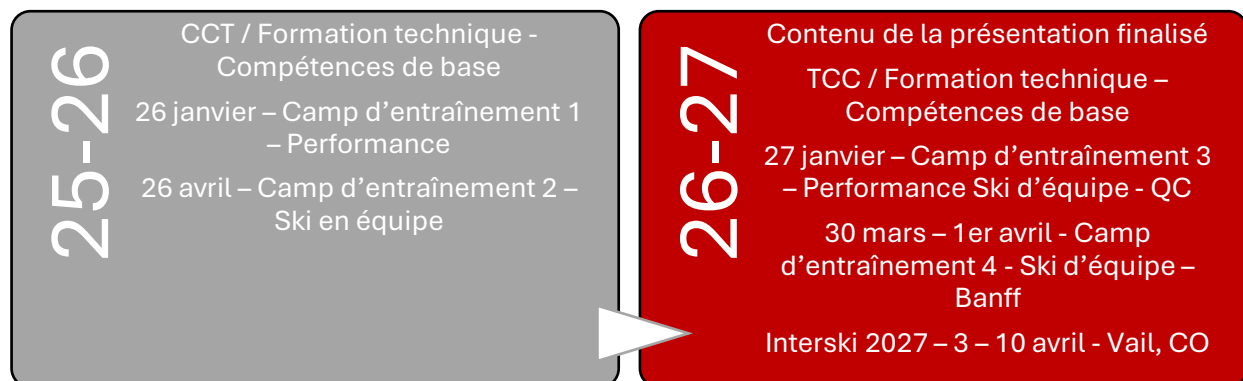 25-26
CCT / Formation technique -
Compétences de base
26 janvier – Camp d’entraînement 1
– Performance
26 avril – Camp d’entraînement 2 –
Ski en équipe
26-27
Contenu de la présentation finalisé
TCC / Formation technique –
Compétences de base
27 janvier – Camp d’entraînement 3
– Performance Ski d’équipe - QC
30 mars – 1er avril - Camp
d’entraînement 4 - Ski d’équipe –
Banff
Interski 2027 – 3 – 10 avril - Vail, CO